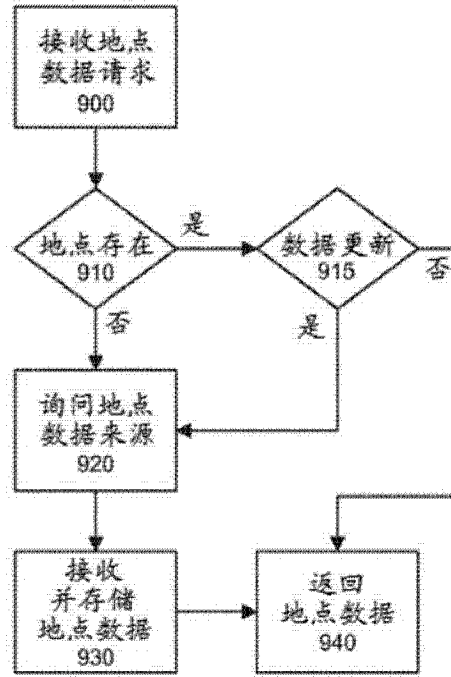 接收地点
数据请求
900
地点存在
910
是
数据更新
915
否
否
是
询问地点
数据来源
920
接收
并存储
地点数据
930
返回
地点数据
940